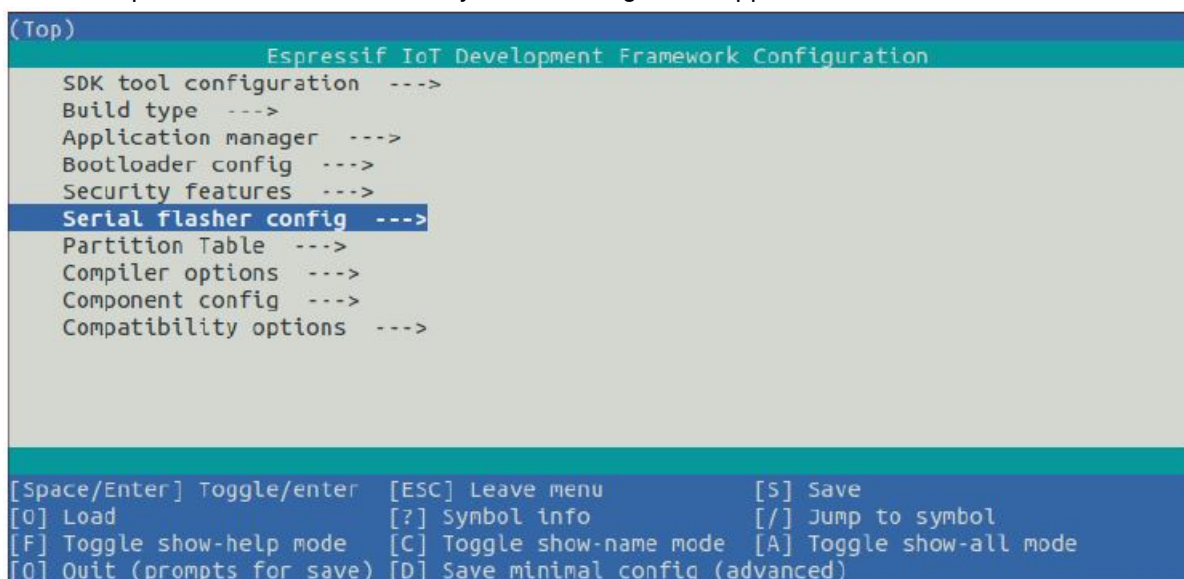 (Top)
Espressif IoT Development Framework Configuration
SDK tool configuration --->
Build type --->
Application manager --->
Bootloader config --->
Security features --->
Serial flasher config --->
Partition Table --->
Compiler options --->
Component config --->
Compatibility options --->
[Space/Enter] Toggle/enter [ESC] Leave menu [S] Save
[O] Load [?] Symbol info [/] Jump to symbol
[F] Toggle show-help mode [C] Toggle show-name mode [A] Toggle show-all mode
[Q] Quit (prompts for save) [D] Save minimal config (advanced)